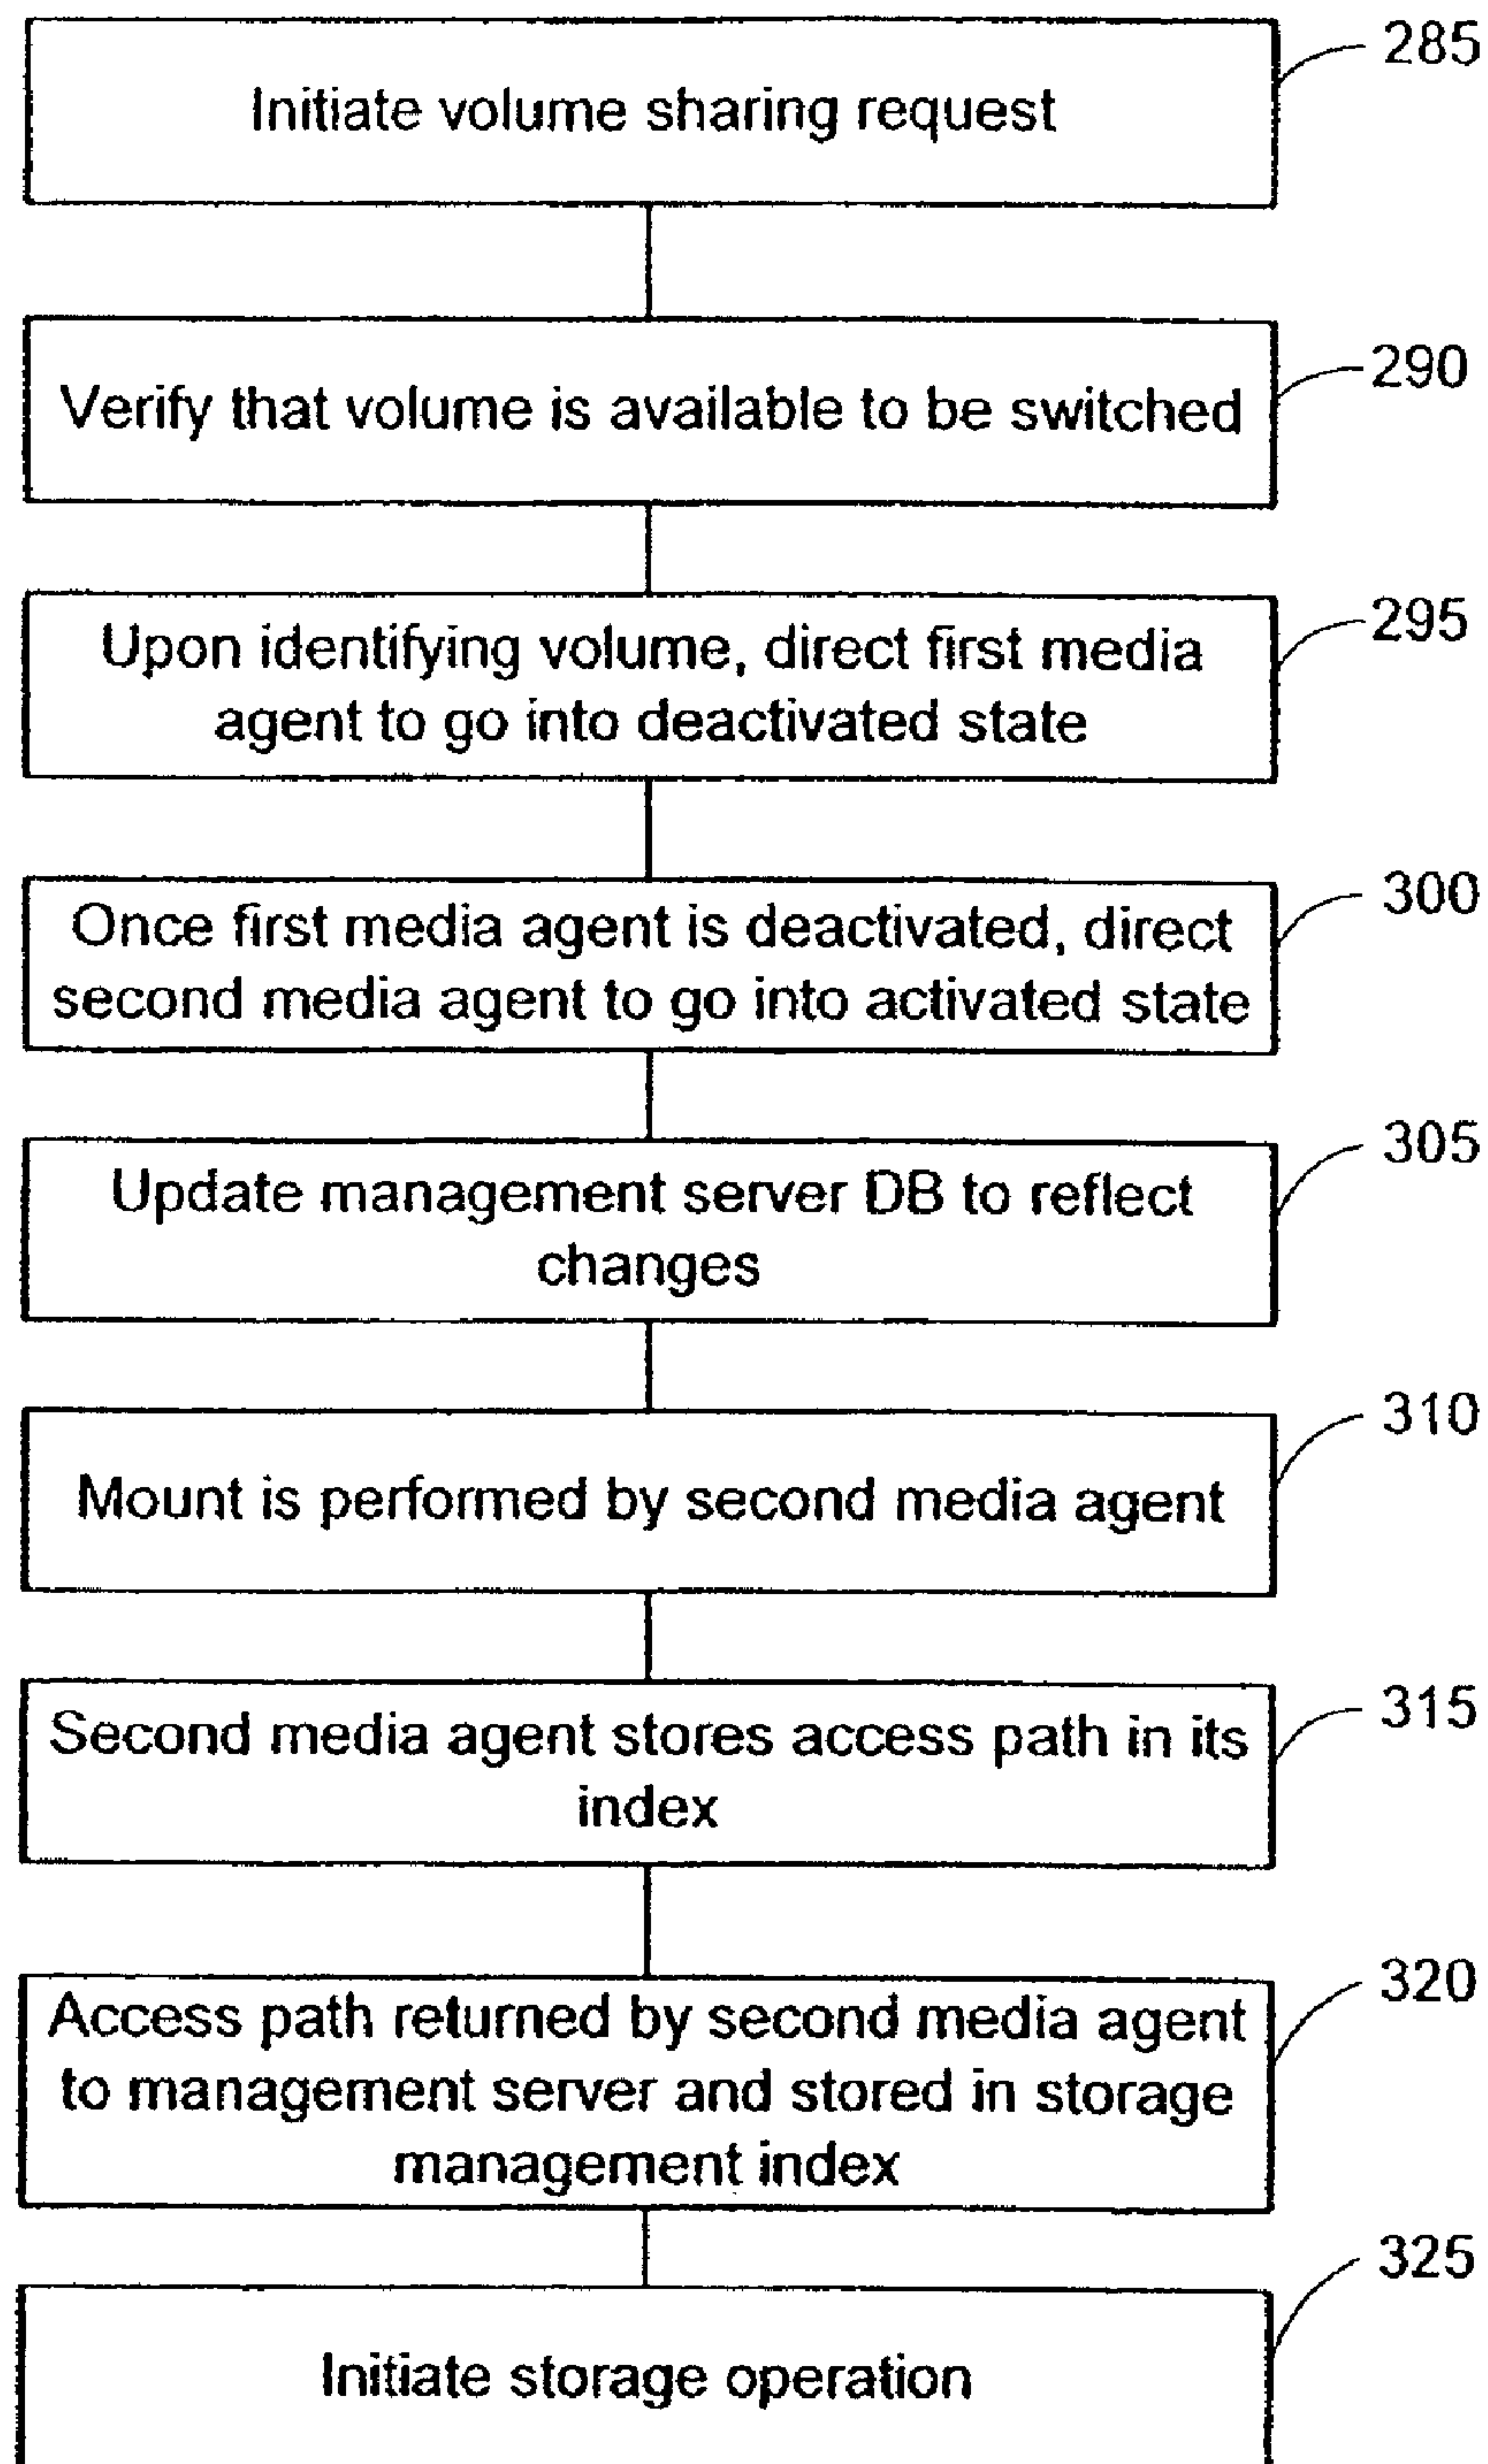 285
Initiate volume sharing request
290
Verify that volume is available to be switched
295
Upon identifying volume, direct first media
agent to go into deactivated state
300
Once first media agent is deactivated, direct
second media agent to go into activated state
305
Update management server DB to reflect
changes
310
Mount is performed by second media agent
315
Second media agent stores access path in its
index
320
Access path returned by second media agent
to management server and stored in storage
management index
325
Initiate storage operation